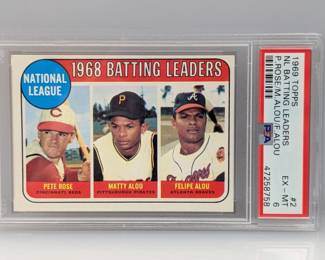 1968 BATTING LEADERS
NATIONAL
LEAGUE
PETE ROSE
CINCINNATI REDS
MATTY ALOU
PITTSBURGH PIRATES
FELIPE ALOU
ATLANTA BRAVES
1969 TOPPS #2
NL BATTING LEADERS EX - MT
P.ROSE/M.ALOU/F.ALOU 6
PSA 47258758